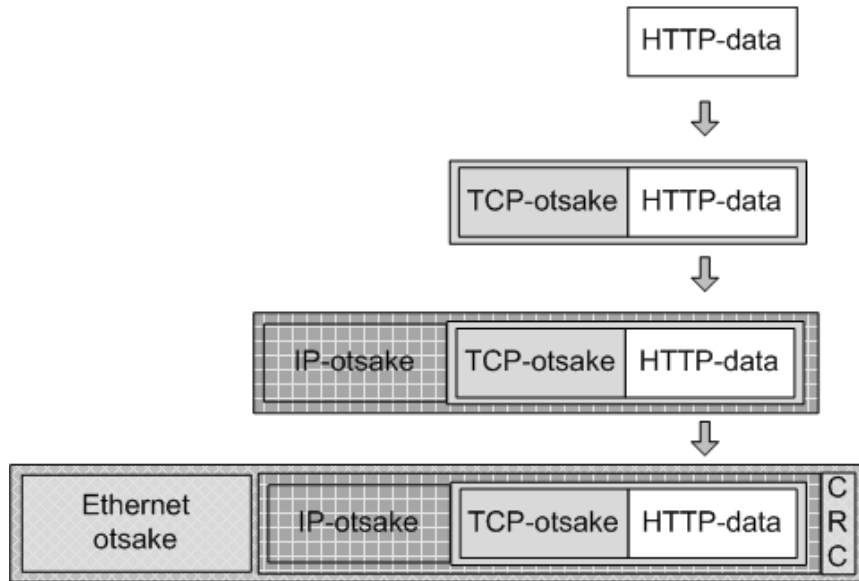 HTTP-data
TCP-otsake HTTP-data
IP-otsake TCP-otsake HTTP-data
Ethernet
otsake
IP-otsake TCP-otsake HTTP-data
C
R
C